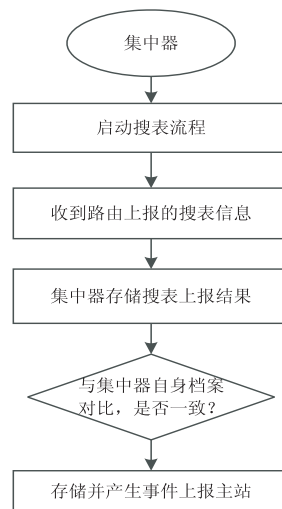 集中器
启动搜表流程
收到路由上报的搜表信息
集中器存储搜表上报结果
与集中器自身档案
对比，是否一致？
存储并产生事件上报主站